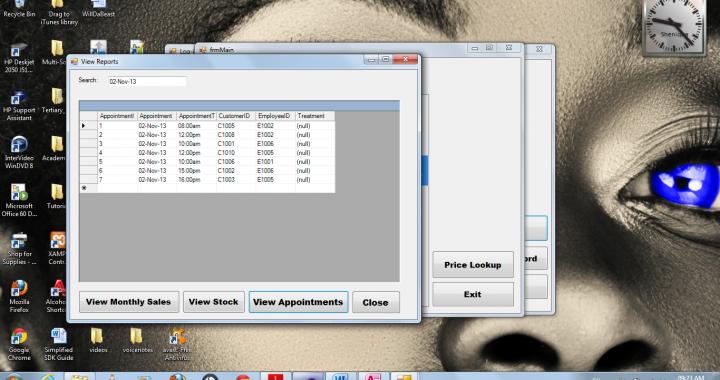 Recycle Bin
Drag to iTunes library
WillDaBeast
Shenique
HP Deskjet 2050 J51...
Multi-So
Log
frmMain
View Reports
Search:
02-Nov-13
AppointmentI Appointment AppointmentT CustomerID EmployeeID Treatment
1 02-Nov-13 08:00am C1005 E1002 (null)
2 02-Nov-13 12:00pm C1008 E1002 (null)
3 02-Nov-13 10:00am C1001 E1006 (null)
4 02-Nov-13 12:00pm C1010 E1005 (null)
5 02-Nov-13 10:00am C1006 E1001 (null)
6 02-Nov-13 15:00pm C1002 E1006 (null)
7 02-Nov-13 16:00pm C1003 E1005 (null)
HP Support Assistant
Tertiary
InterVideo WinDVD 8
Academ
Microsoft Office 60 D...
Tutoria
Shop for Supplies - ...
XAMP Contr
Mozilla Firefox
Alcoho Shortc
Price Lookup
ord
Exit
View Monthly Sales
View Stock
View Appointments
Close
Google Chrome
Simplified SDK Guide
videos
voicenotes
avast! Free Antivirus
09:23 AM